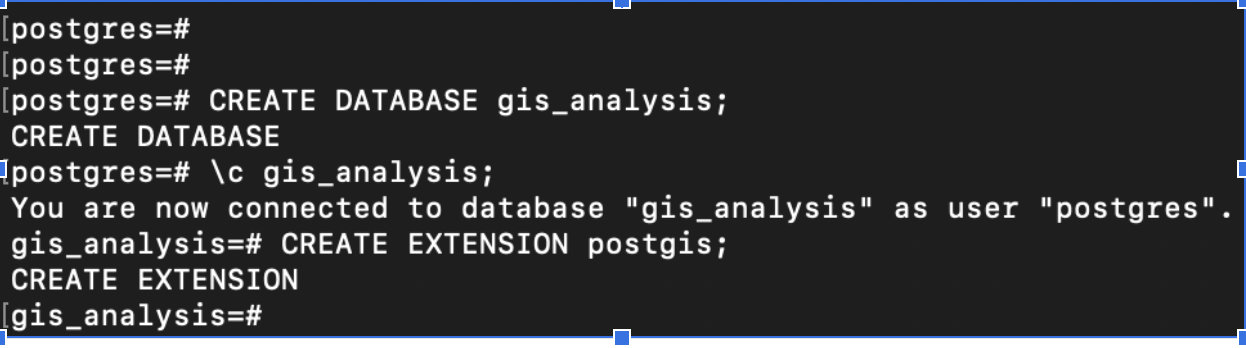 [postgres=#
[postgres=#
[postgres=# CREATE DATABASE gis_analysis;
CREATE DATABASE
[postgres=# \c gis_analysis;
You are now connected to database "gis_analysis" as user "postgres".
gis_analysis=# CREATE EXTENSION postgis;
CREATE EXTENSION
[gis_analysis=#